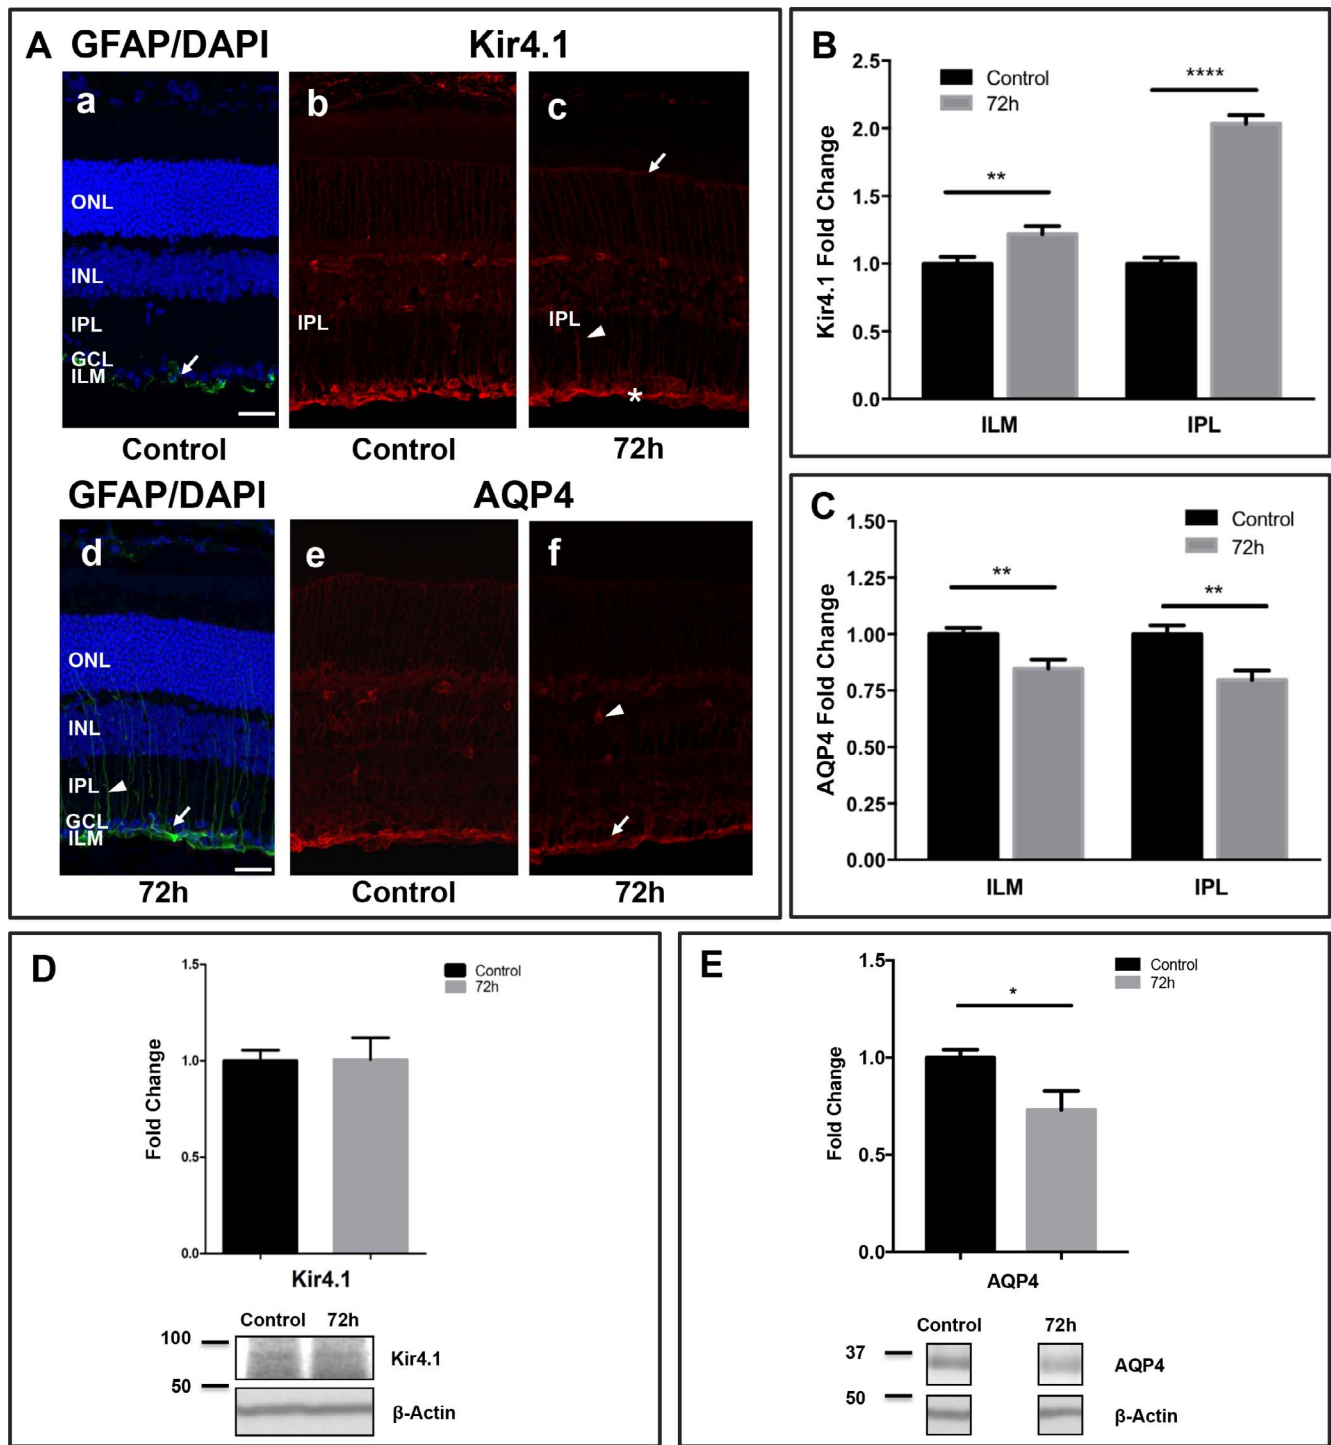 A
GFAP/DAPI
Kir4.1
a
b
c
ONL
INL
IPL
GCL
ILM
IPL
IPL
*
Control
Control
72h
GFAP/DAPI
AQP4
d
e
f
ONL
INL
IPL
GCL
ILM
72h
Control
72h
B
Kir4.1 Fold Change
2.5
2.0
1.5
1.0
0.5
0.0
Control
72h
**
****
ILM
IPL
C
AQP4 Fold Change
1.50
1.25
1.00
0.75
0.50
0.25
0.00
Control
72h
**
**
ILM
IPL
D
Fold Change
1.5
1.0
0.5
0.0
Control
72h
Kir4.1
Control 72h
100
Kir4.1
50
β-Actin
E
Fold Change
1.5
1.0
0.5
0.0
Control
72h
*
AQP4
Control 72h
37
AQP4
50
β-Actin